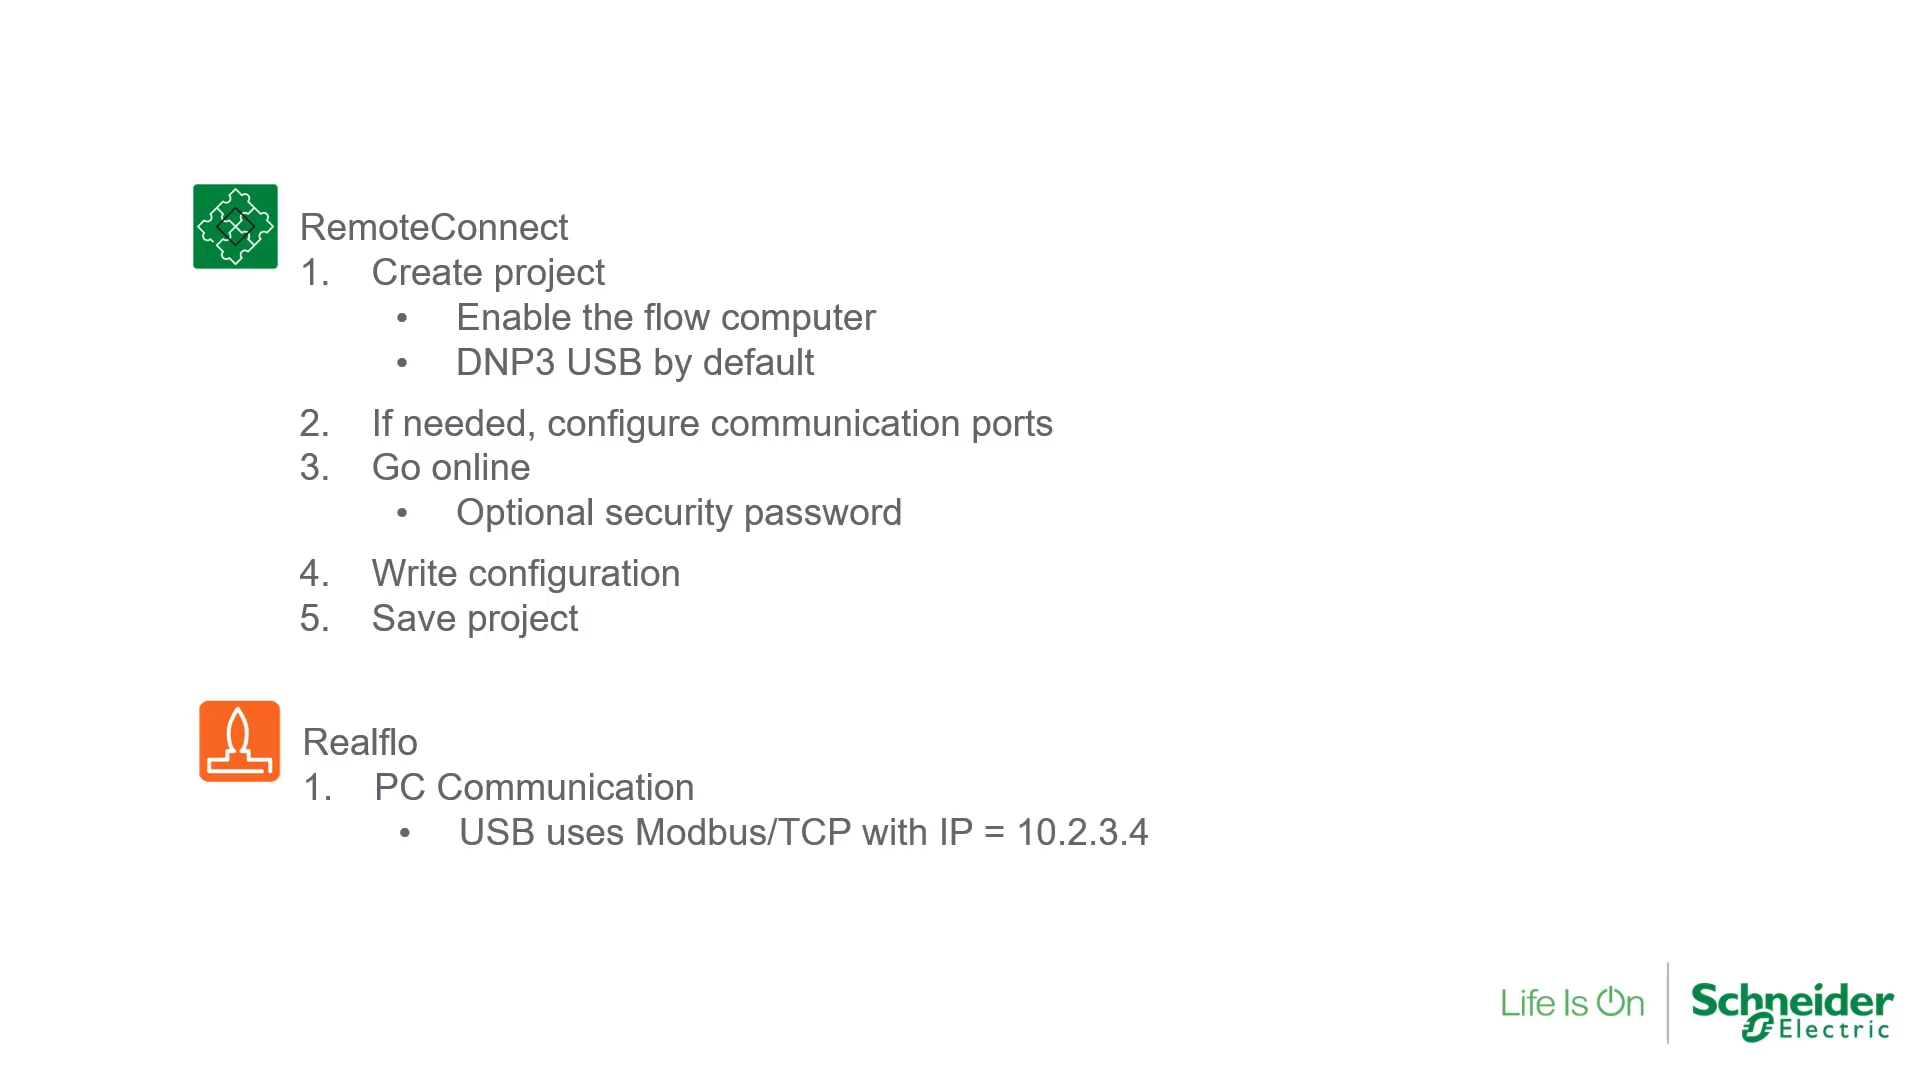 RemoteConnect
1. Create project
• Enable the flow computer
• DNP3 USB by default
2. If needed, configure communication ports
3. Go online
• Optional security password
4. Write configuration
5. Save project
Realflo
1. PC Communication
• USB uses Modbus/TCP with IP = 10.2.3.4
Life Is On
Schneider
Electric